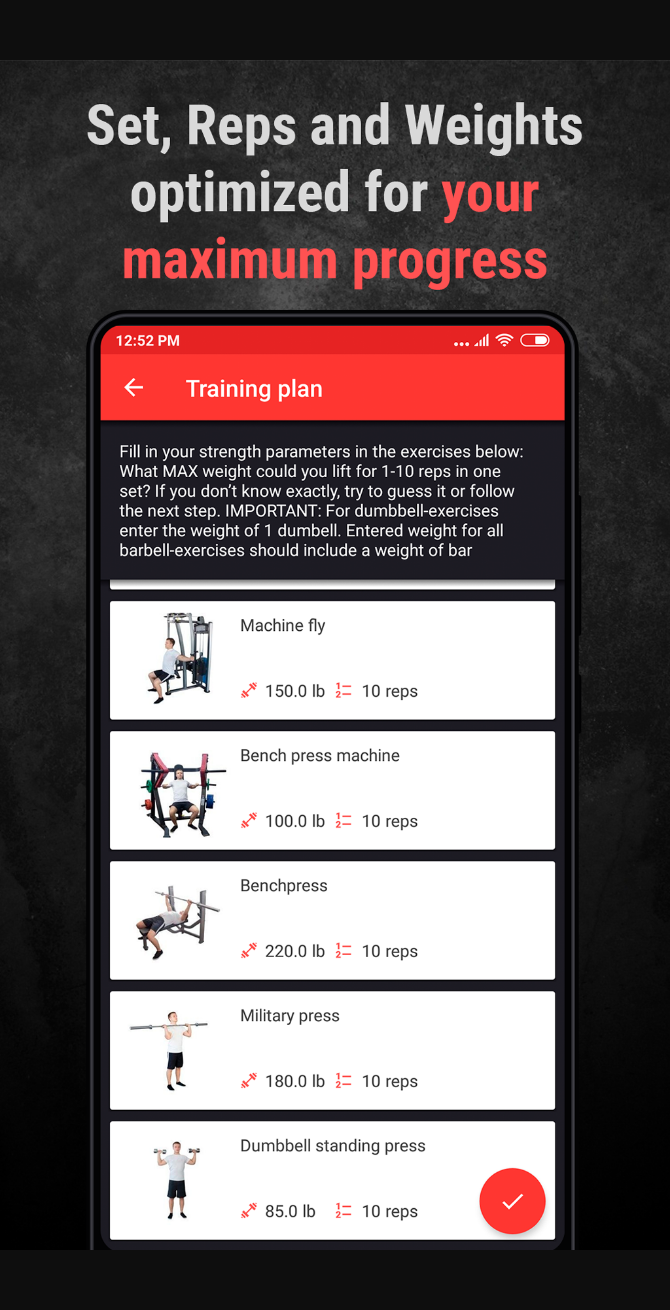 Set, Reps and Weights
optimized for your
maximum progress
12:52 PM
Training plan
Fill in your strength parameters in the exercises below:
What MAX weight could you lift for 1-10 reps in one
set? If you don't know exactly, try to guess it or follow
the next step. IMPORTANT: For dumbbell-exercises
enter the weight of 1 dumbell. Entered weight for all
barbell-exercises should include a weight of bar
Machine fly
150.0 lb 10 reps
Bench press machine
100.0 lb 10 reps
Benchpress
220.0 lb 10 reps
Military press
180.0 lb 10 reps
Dumbbell standing press
85.0 lb 10 reps